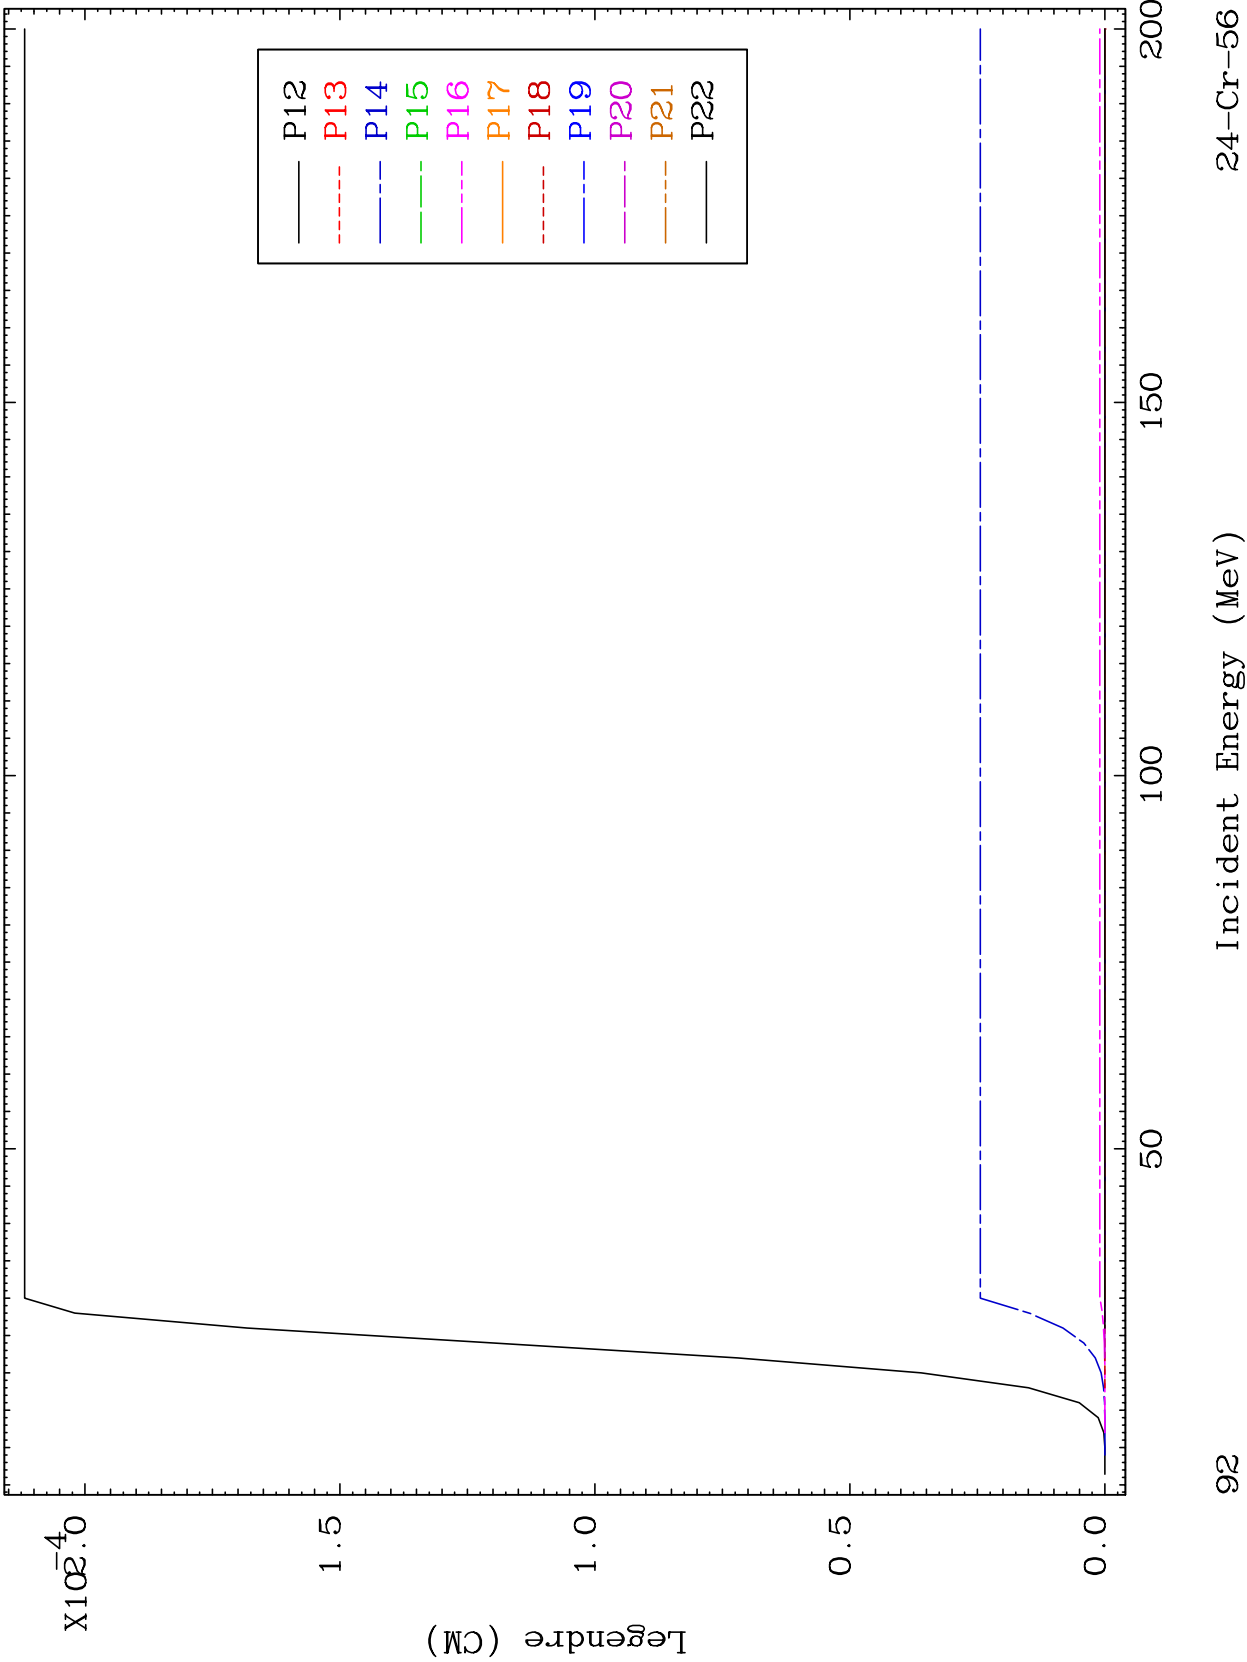 X10-4
2.0
1.5
1.0
0.5
0.0
Legendre (CM)
50
100
150
200
Incident Energy (MeV)
P12
P13
P14
P15
P16
P17
P18
P19
P20
P21
P22
92
24-Cr-56